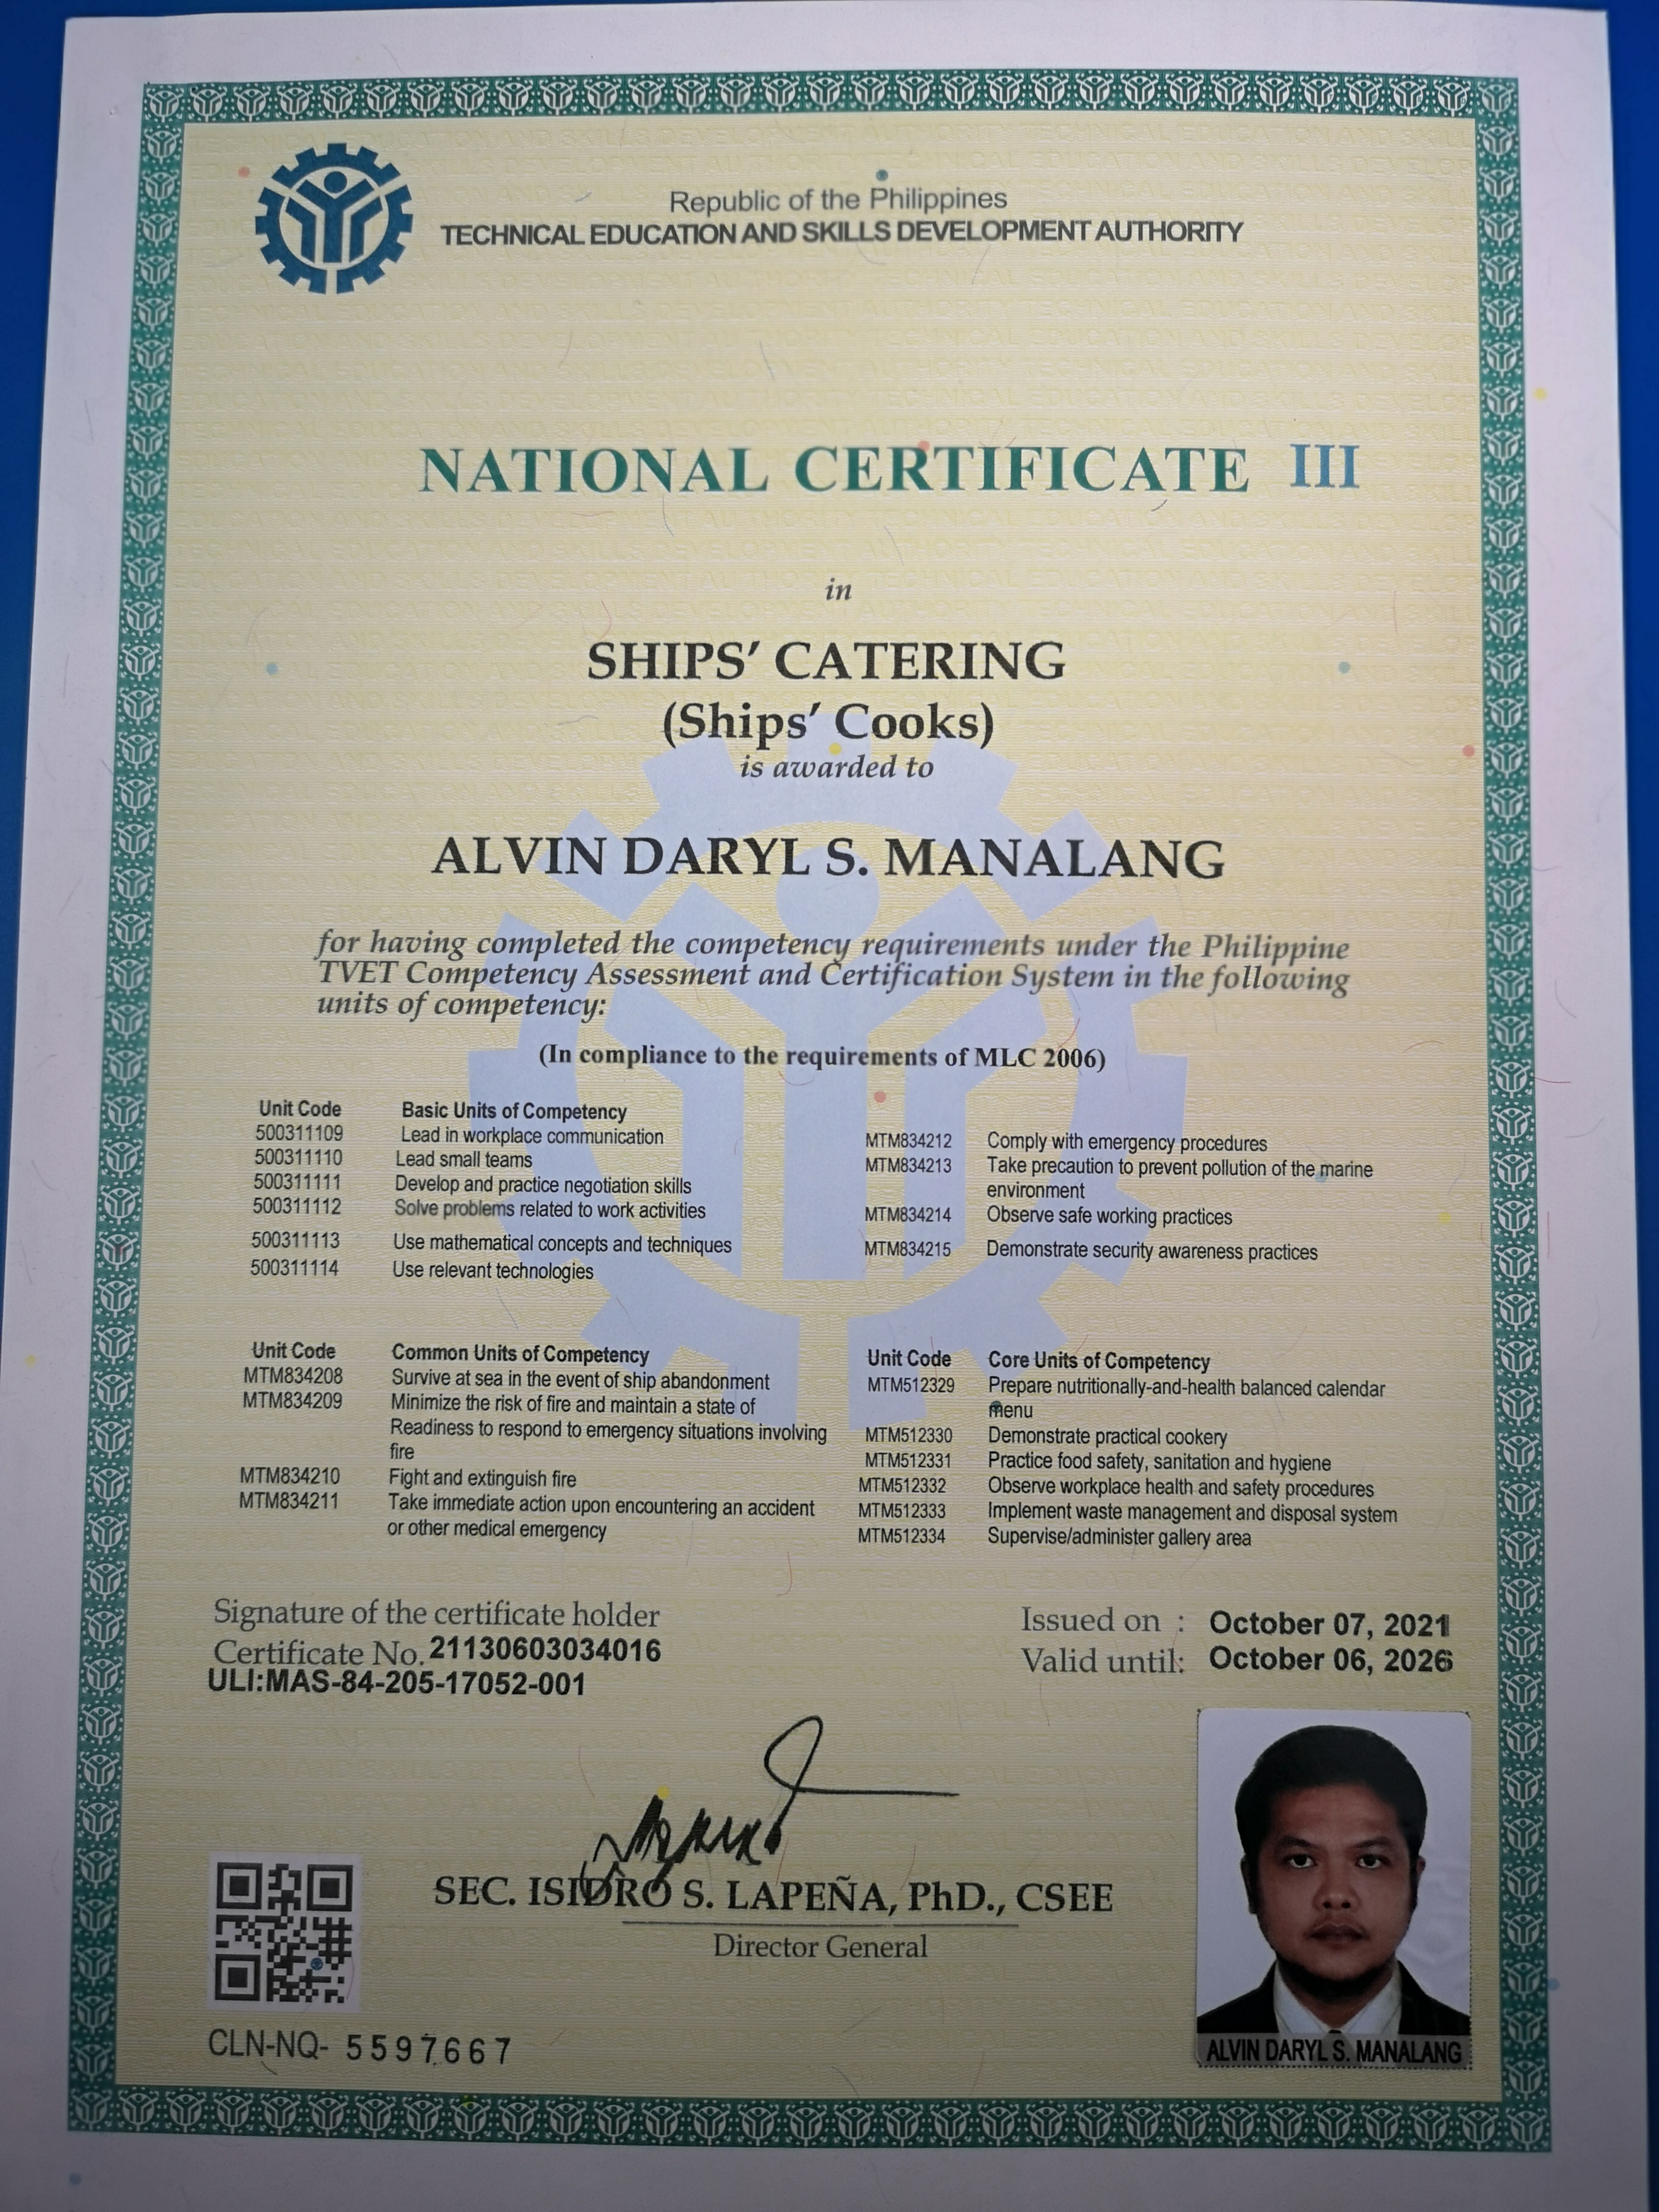 Republic of the Philippines
TECHNICAL EDUCATION AND SKILLS DEVELOPMENT AUTHORITY
NATIONAL CERTIFICATE III
in
SHIPS' CATERING
(Ships' Cooks)
is awarded to
ALVIN DARYL S. MANALANG
for having completed the competency requirements under the Philippine
TVET Competency Assessment and Certification System in the following
units of competency:
(In compliance to the requirements of MLC 2006)
Unit Code Basic Units of Competency
500311109 Lead in workplace communication
500311110 Lead small teams
500311111 Develop and practice negotiation skills
500311112 Solve problems related to work activities
500311113 Use mathematical concepts and techniques
500311114 Use relevant technologies
MTM834212 Comply with emergency procedures
MTM834213 Take precaution to prevent pollution of the marine
environment
MTM834214 Observe safe working practices
MTM834215 Demonstrate security awareness practices
Unit Code Common Units of Competency
MTM834208 Survive at sea in the event of ship abandonment
MTM834209 Minimize the risk of fire and maintain a state of
Readiness to respond to emergency situations involving
fire
MTM834210 Fight and extinguish fire
MTM834211 Take immediate action upon encountering an accident
or other medical emergency
Unit Code Core Units of Competency
MTM512329 Prepare nutritionally-and-health balanced calendar
menu
MTM512330 Demonstrate practical cookery
MTM512331 Practice food safety, sanitation and hygiene
MTM512332 Observe workplace health and safety procedures
MTM512333 Implement waste management and disposal system
MTM512334 Supervise/administer gallery area
Signature of the certificate holder
Certificate No. 21130603034016
ULI:MAS-84-205-17052-001
Issued on : October 07, 2021
Valid until: October 06, 2026
SEC. ISIDRO S. LAPEÑA, PhD., CSEE
Director General
CLN-NQ- 5597667
ALVIN DARYL S. MANALANG